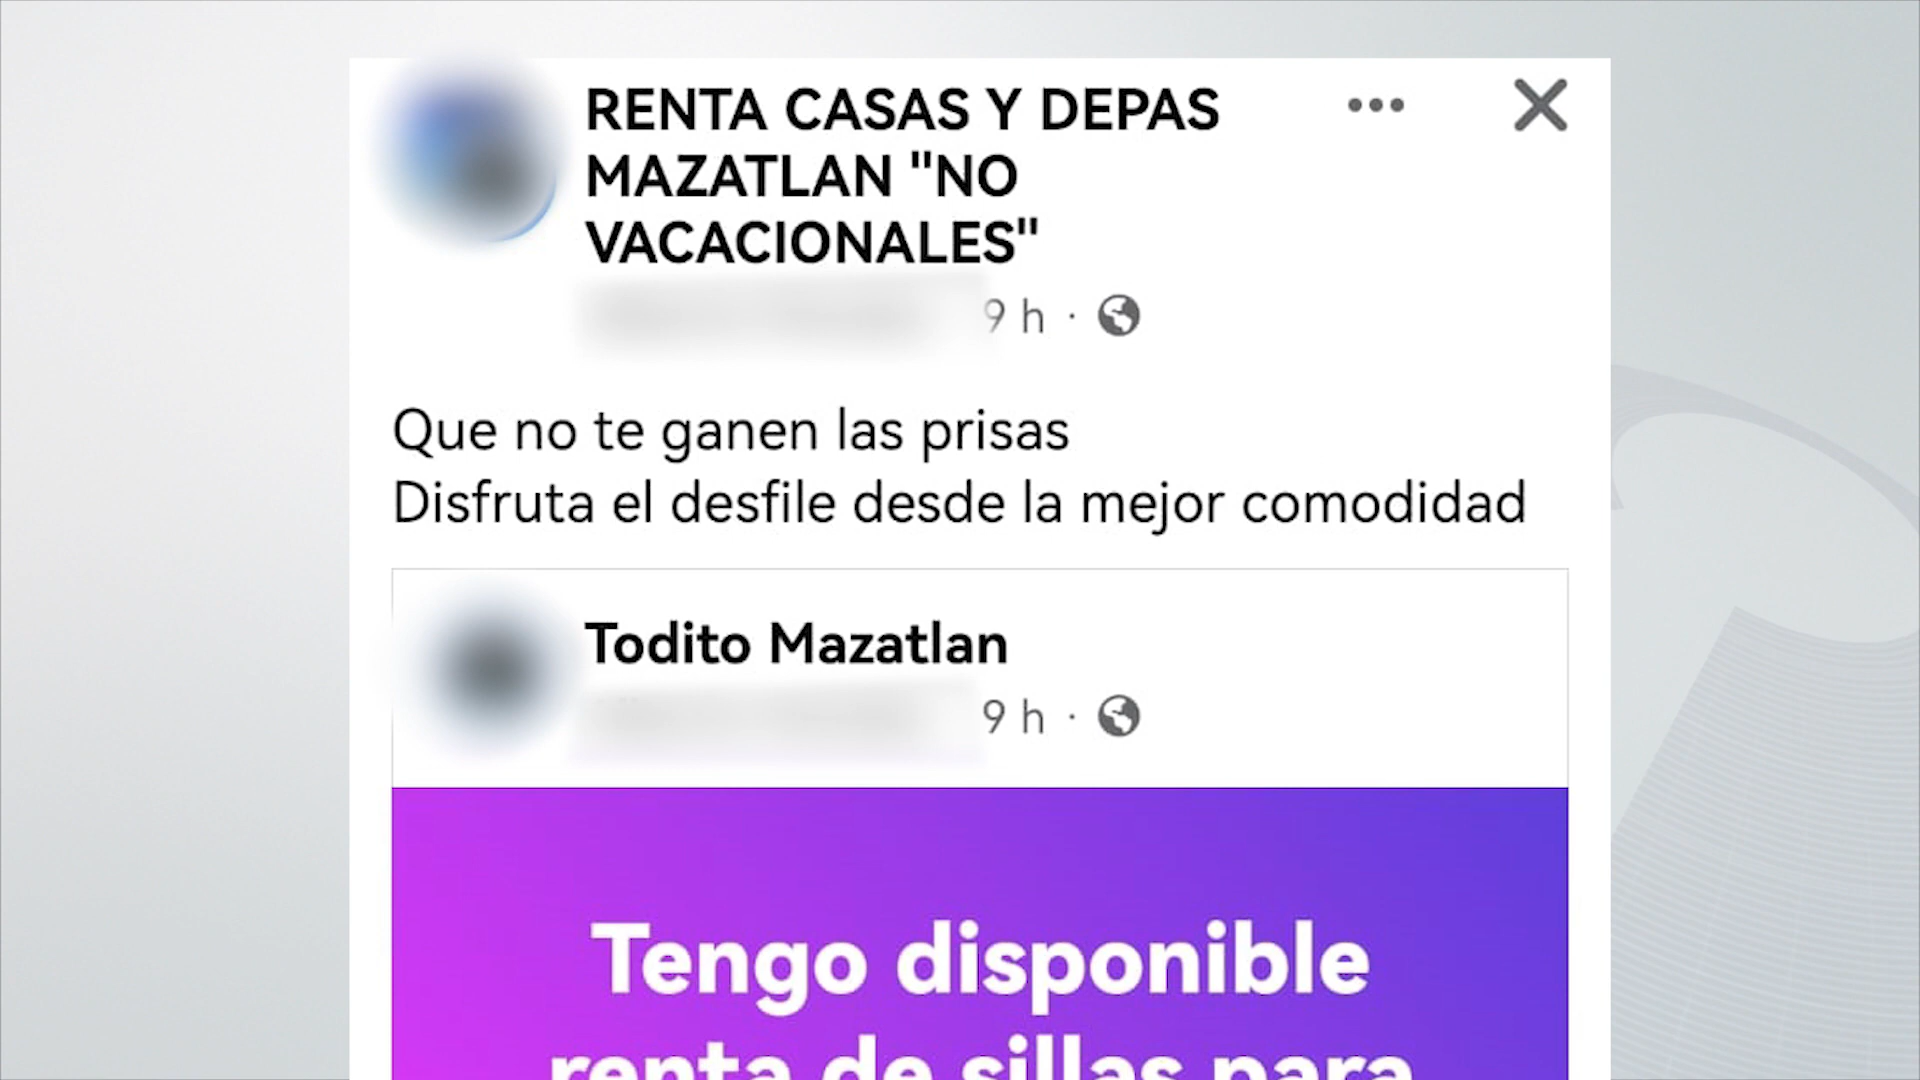 RENTA CASAS Y DEPAS
MAZATLAN "NO
VACACIONALES"
9 h ·
Que no te ganen las prisas
Disfruta el desfile desde la mejor comodidad
Todito Mazatlan
9 h ·
Tengo disponible
renta de sillas para